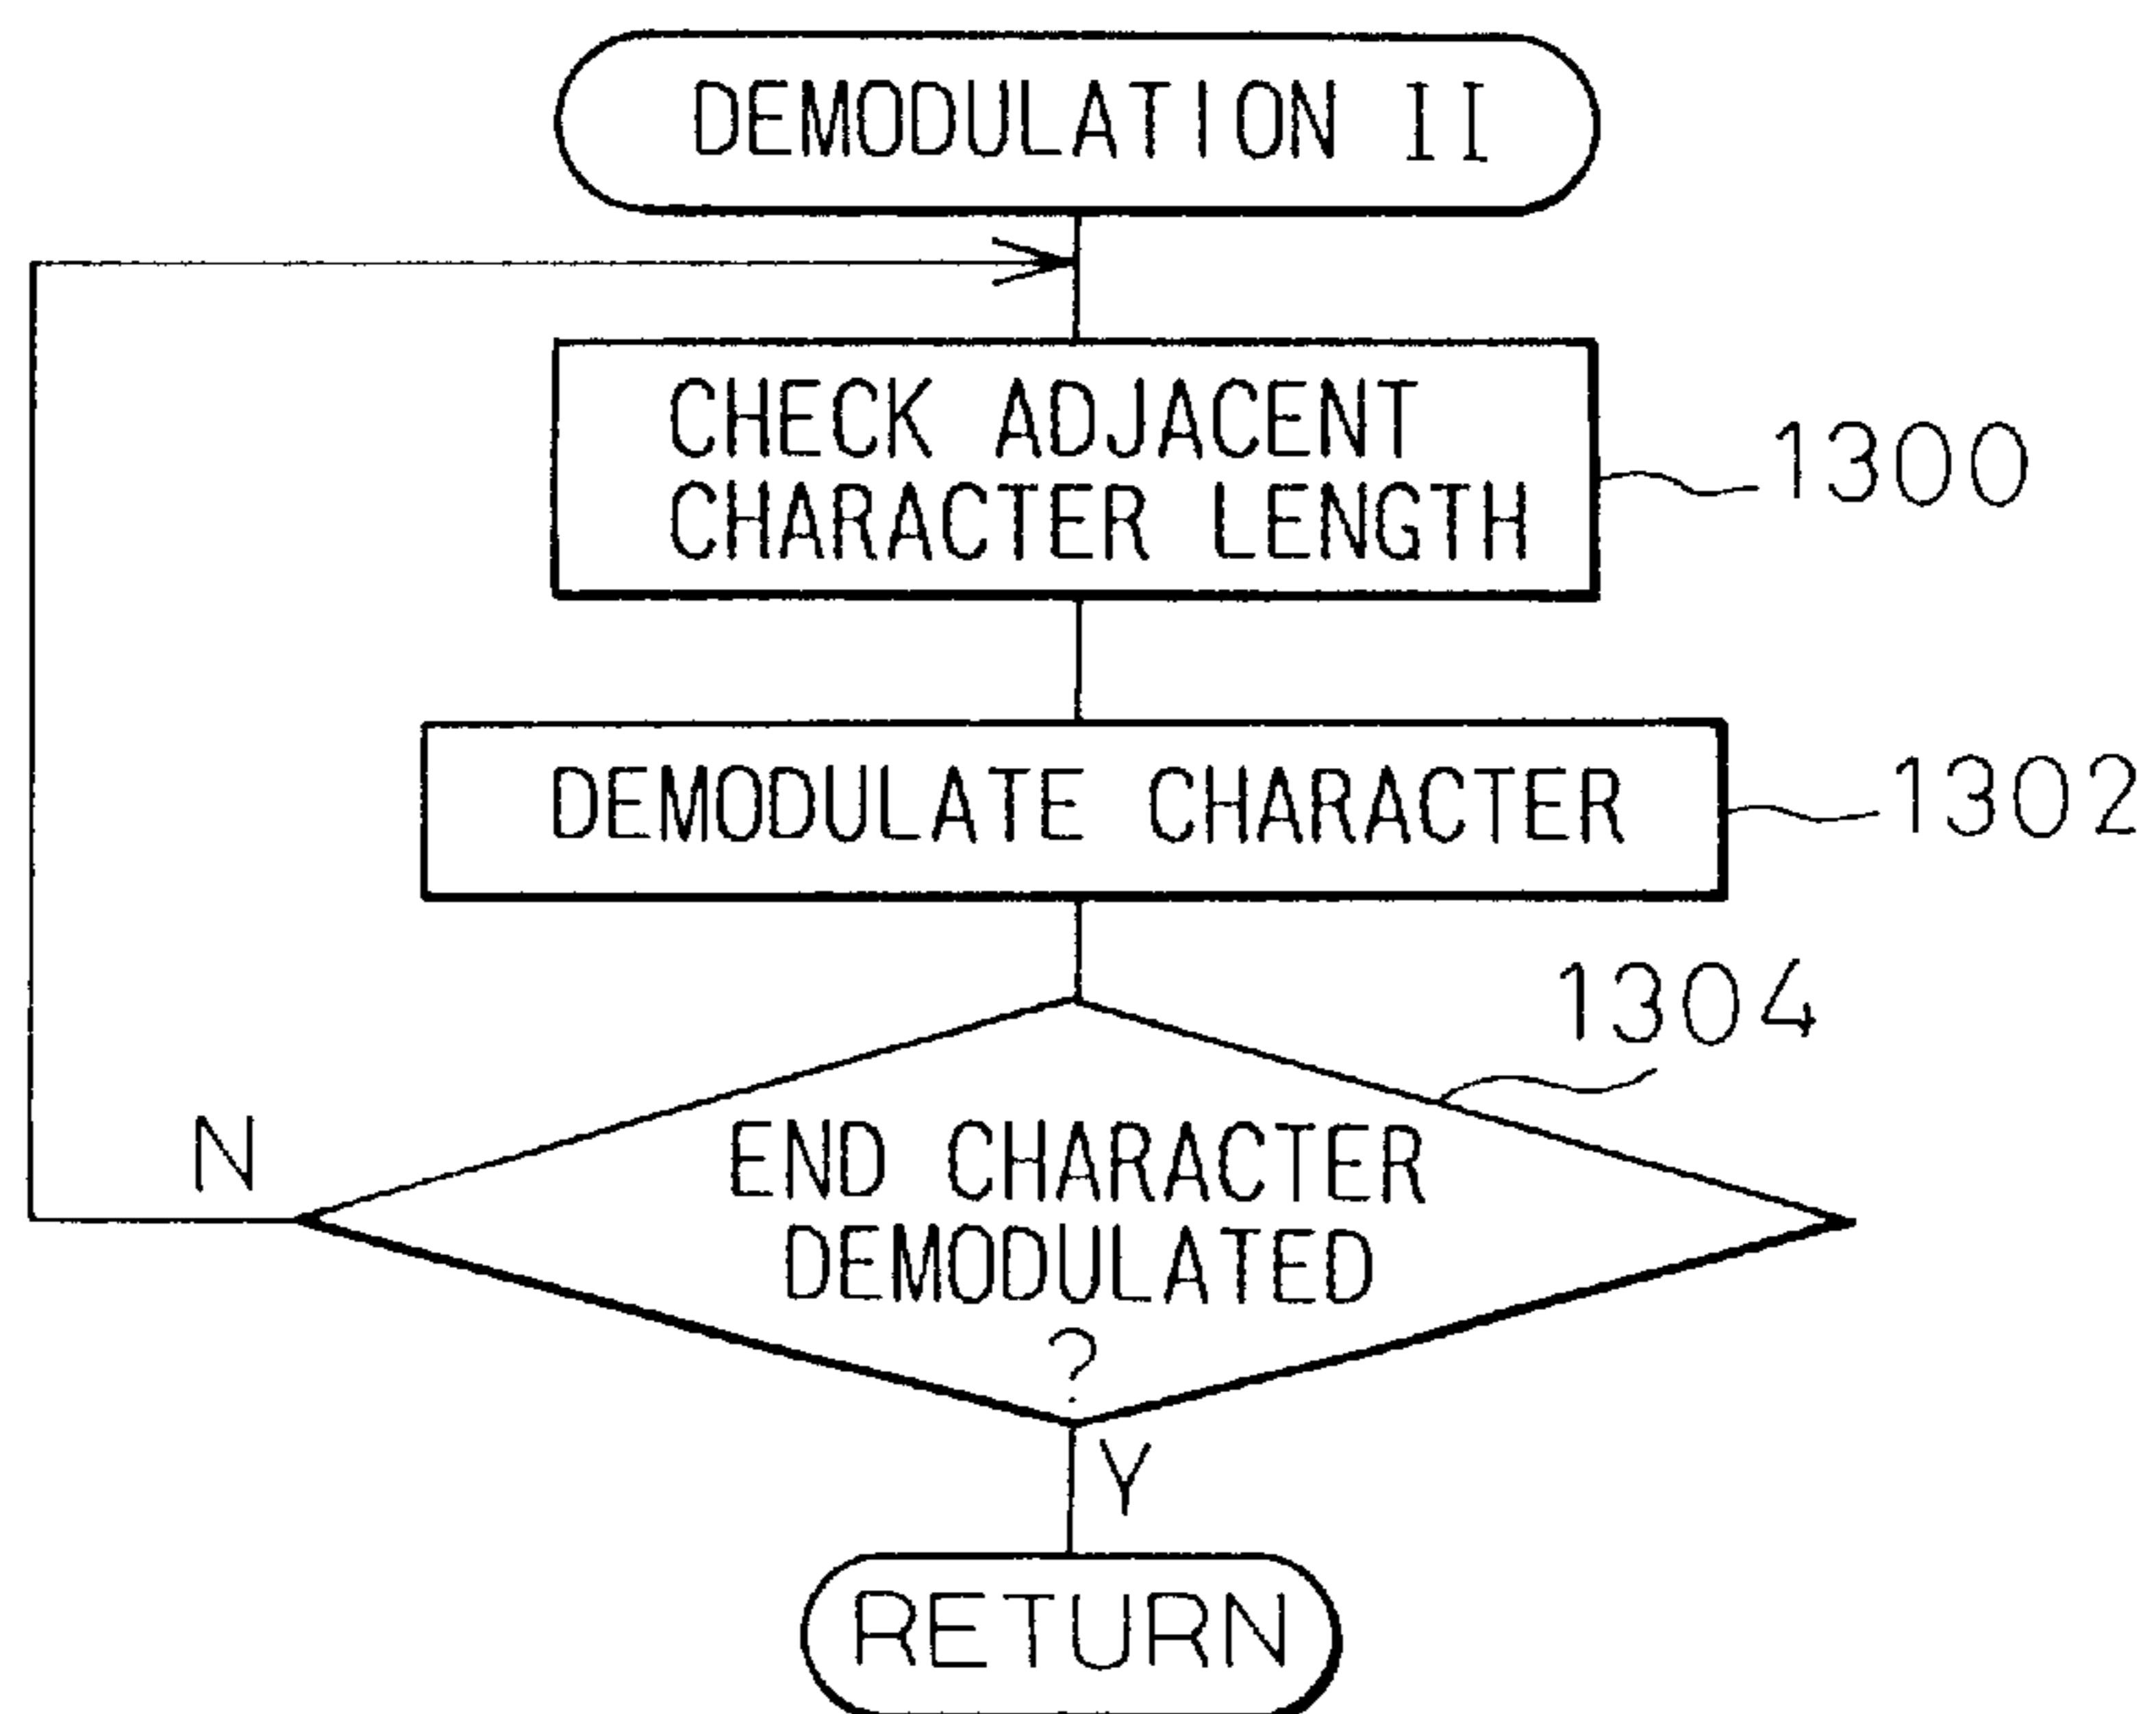 DEMODULATION II
CHECK ADJACENT
CHARACTER LENGTH
1300
DEMODULATE CHARACTER
1302
1304
END CHARACTER
DEMODULATED
?
N
Y
RETURN